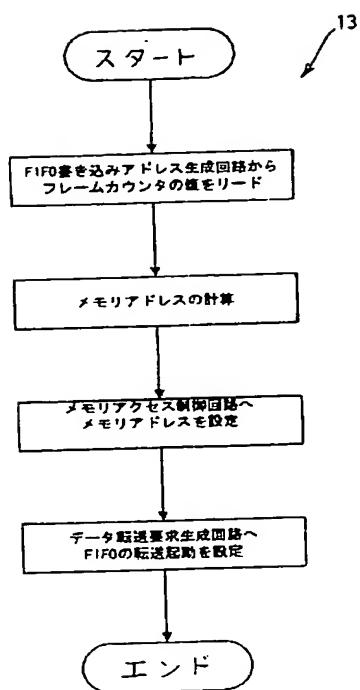 13
スタート
FIFO書き込みアドレス生成回路から
フレームカウンタの値をリード
メモリアドレスの計算
メモリアクセス制御回路へ
メモリアドレスを設定
データ転送要求生成回路へ
FIFOの転送起動を設定
エンド